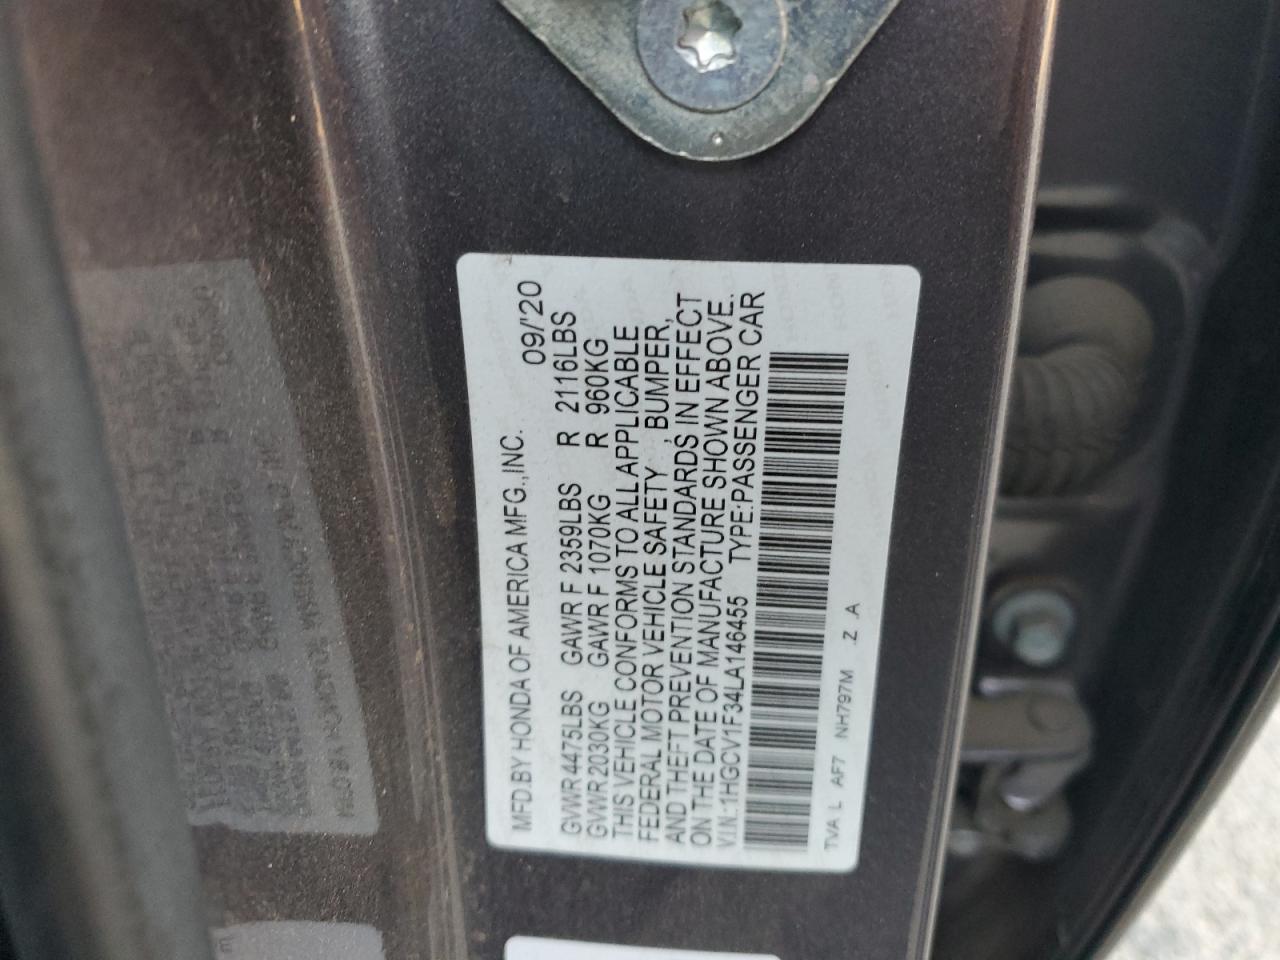 MFD.BY HONDA OF AMERICA MFG.,INC. 09/'20
GVWR 4475LBS GAWR F 2359LBS R 2116LBS
GVWR 2030KG GAWR F 1070KG R 960KG
THIS VEHICLE CONFORMS TO ALL APPLICABLE
FEDERAL MOTOR VEHICLE SAFETY , BUMPER,
AND THEFT PREVENTION STANDARDS IN EFFECT
ON THE DATE OF MANUFACTURE SHOWN ABOVE.
V.I.N:1HGCV1F34LA146455 TYPE:PASSENGER CAR
TVA L AF7 NH797M Z .A